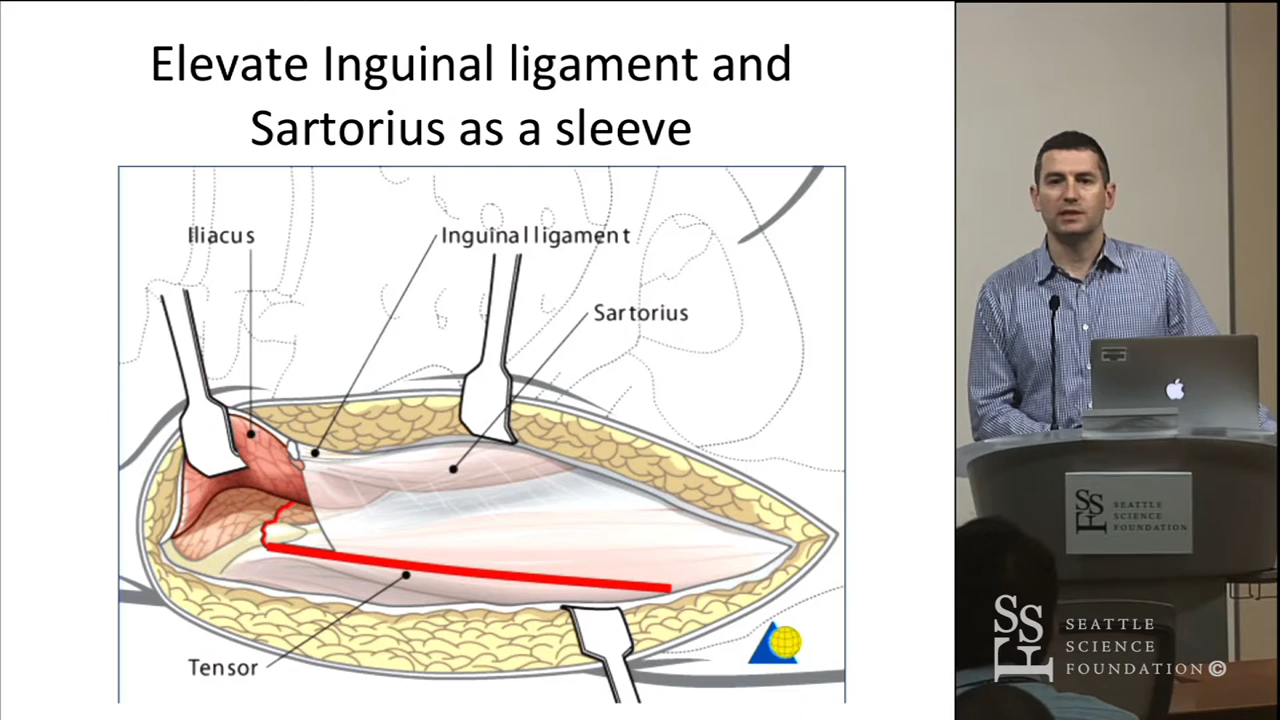 Elevate Inguinal ligament and
Sartorius as a sleeve
Iliacus
Inguinal ligament
Sartorius
Tensor
SSF
SEATTLE
SCIENCE
FOUNDATION
SSF
SEATTLE
SCIENCE
FOUNDATION©